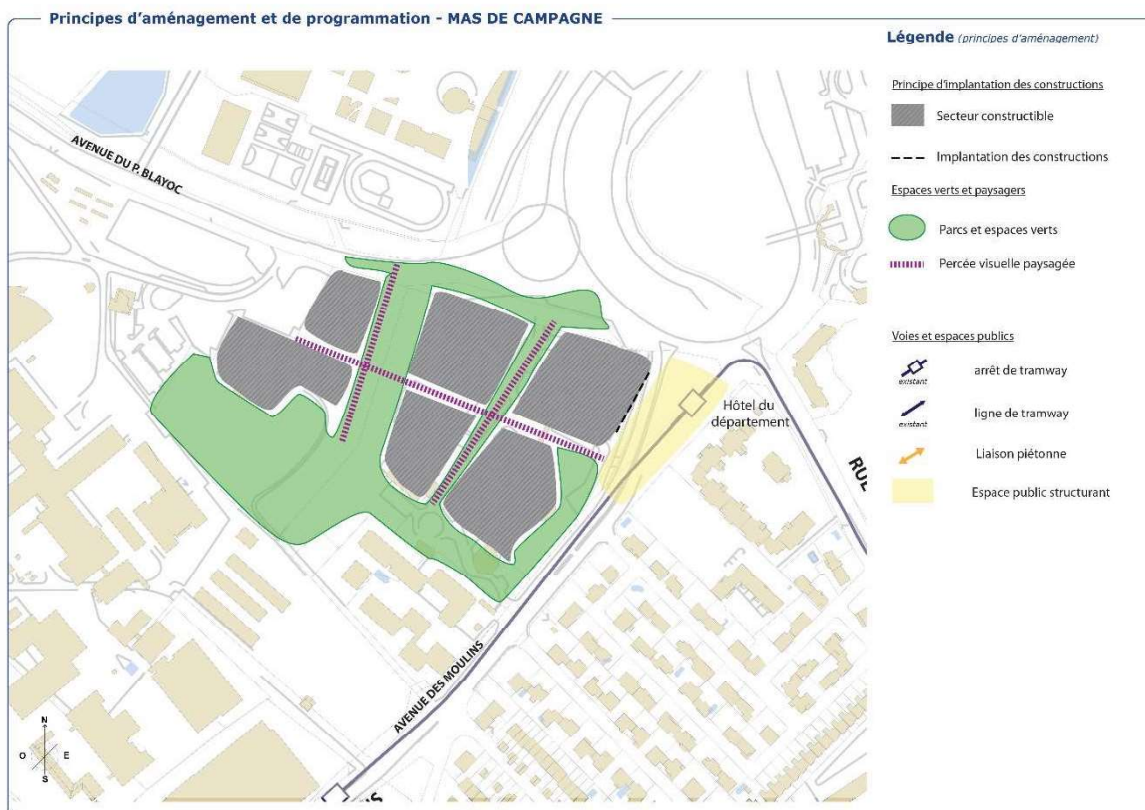 Principes d'aménagement et de programmation - MAS DE CAMPAGNE
Légende (principes d'aménagement)
Principe d'implantation des constructions
Secteur constructible
Implantation des constructions
Espaces verts et paysagers
Parcs et espaces verts
Percée visuelle paysagée
Voies et espaces publics
existant
arrêt de tramway
existant
ligne de tramway
Liaison piétonne
Espace public structurant
AVENUE DU P. BLAYOC
Hôtel du
département
RUE
AVENUE DES MOULINS
N
O
E
S